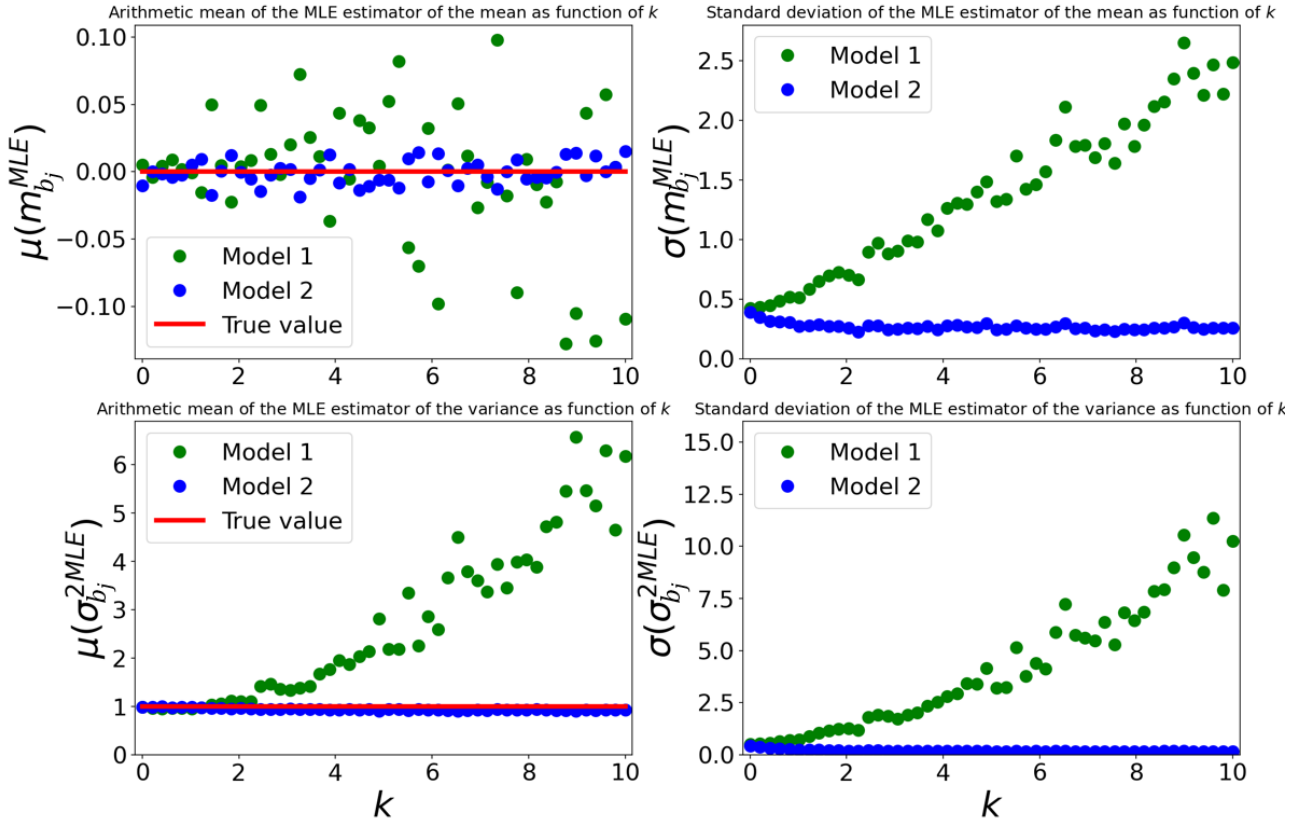 Arithmetic mean of the MLE estimator of the mean as function of k
μ(m_{b_j}^{MLE})
0.10
0.05
0.00
−0.05
−0.10
Model 1
Model 2
True value
0 2 4 6 8 10
Standard deviation of the MLE estimator of the mean as function of k
σ(m_{b_j}^{MLE})
2.5
2.0
1.5
1.0
0.5
0.0
Model 1
Model 2
0 2 4 6 8 10
Arithmetic mean of the MLE estimator of the variance as function of k
μ(σ_{b_j}^{2MLE})
6
5
4
3
2
1
0
Model 1
Model 2
True value
0 2 4 6 8 10
k
Standard deviation of the MLE estimator of the variance as function of k
σ(σ_{b_j}^{2MLE})
15.0
12.5
10.0
7.5
5.0
2.5
0.0
Model 1
Model 2
0 2 4 6 8 10
k